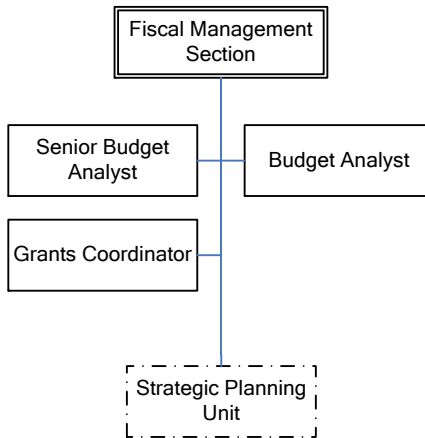 Fiscal Management
Section
Senior Budget
Analyst
Budget Analyst
Grants Coordinator
Strategic Planning
Unit